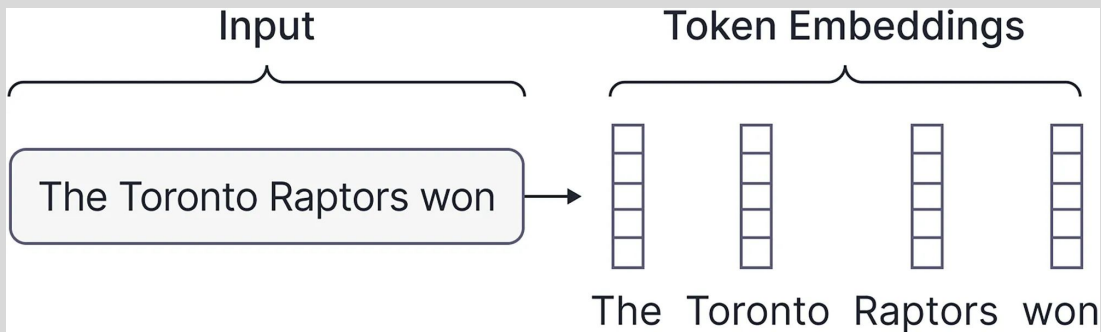 Input
Token Embeddings
The Toronto Raptors won
The Toronto Raptors won